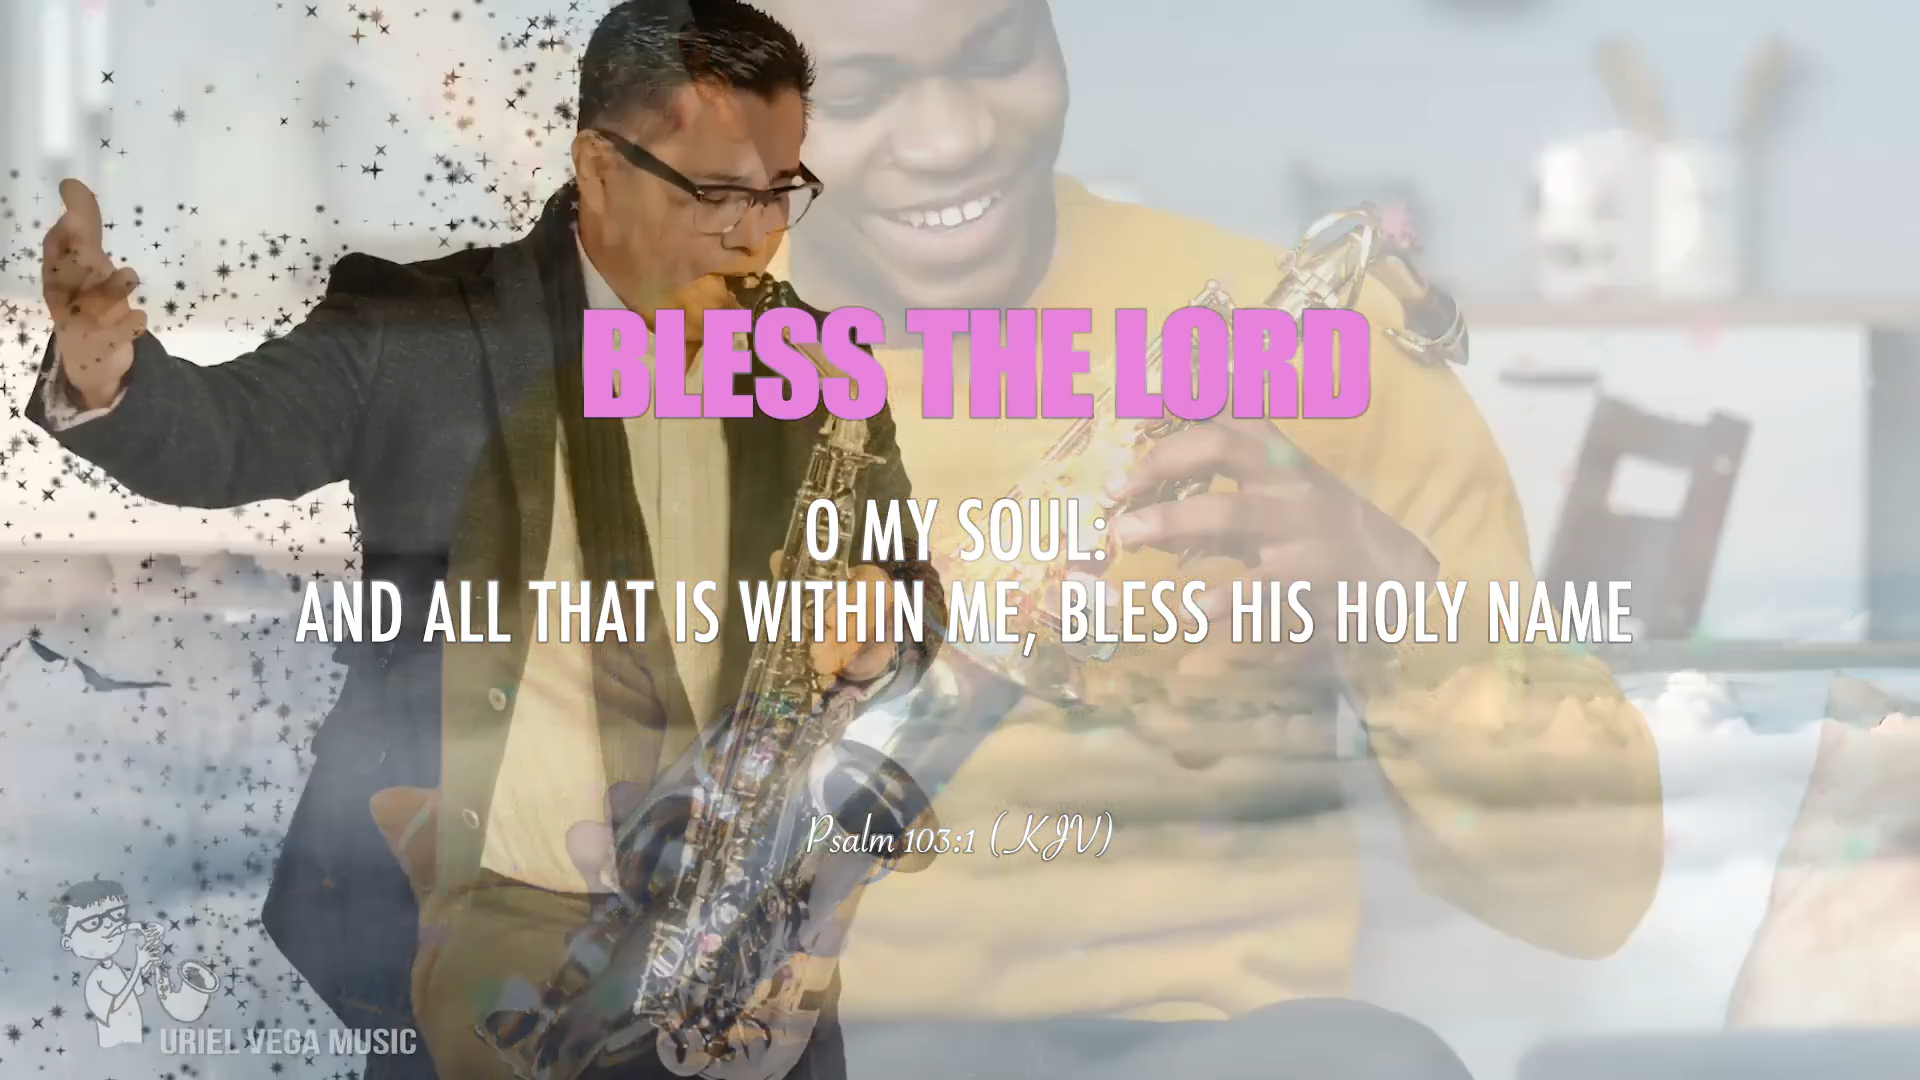 BLESS THE LORD
O MY SOUL:
AND ALL THAT IS WITHIN ME, BLESS HIS HOLY NAME
Psalm 103:1 (KJV)
URIEL VEGA MUSIC